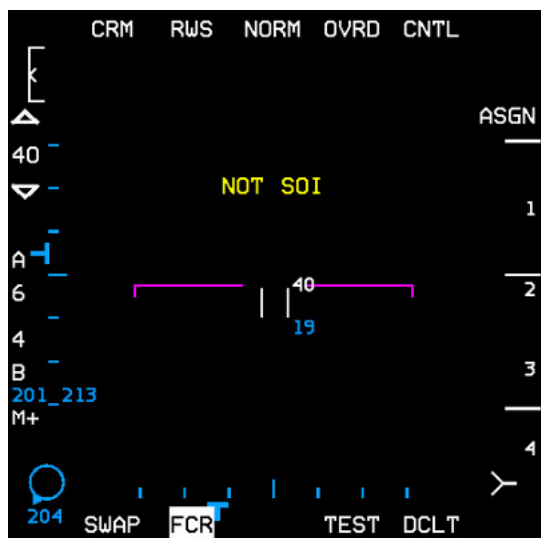 CRM RWS NORM OVRD CNTL
ASGN
40
NOT SOI
1
A
40
6
2
19
4
B
3
201_213
M+
4
204
SWAP FCR TEST DCLT